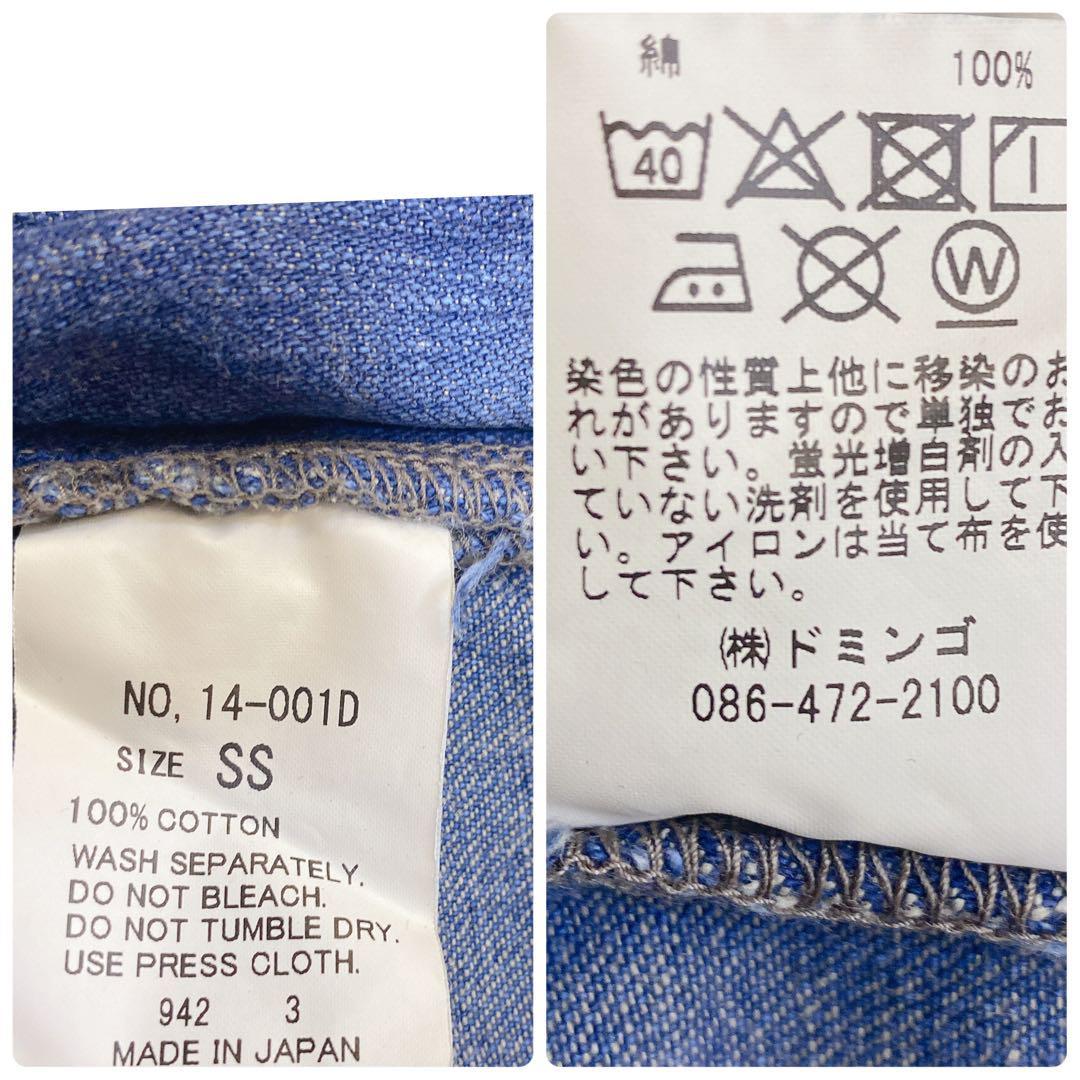 NO, 14-001D
SIZE SS
100% COTTON
WASH SEPARATELY.
DO NOT BLEACH.
DO NOT TUMBLE DRY.
USE PRESS CLOTH.
942 3
MADE IN JAPAN
綿 100%
40
W
染色の性質上他に移染のお
れがありますので単独でお
い下さい。蛍光増白剤の入
ていない洗剤を使用して下
い。アイロンは当て布を使
して下さい。
㈱ドミンゴ
086-472-2100